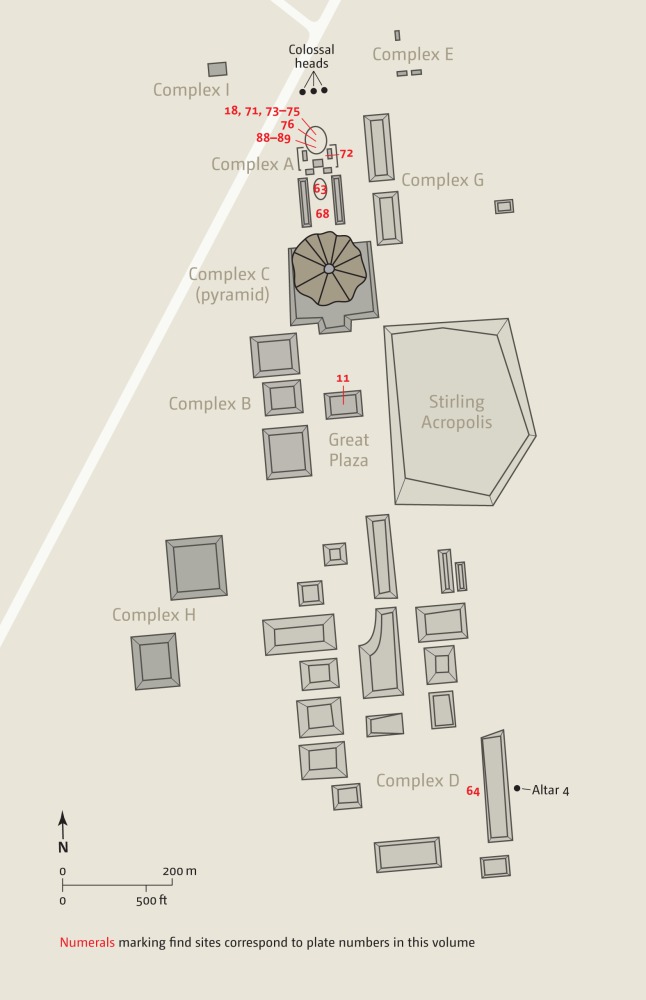 Colossal
heads
Complex E
Complex I
18, 71, 73–75
76
88–89
72
Complex A
Complex G
63
68
Complex C
(pyramid)
11
Complex B
Stirling
Acropolis
Great
Plaza
Complex H
Complex D
64
Altar 4
N
0 200 m
0 500 ft
Numerals marking find sites correspond to plate numbers in this volume